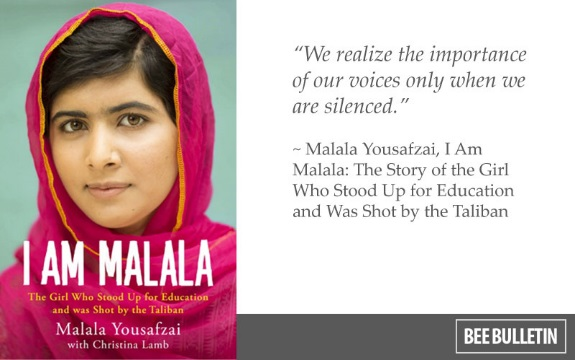 I AM MALALA
The Girl Who Stood Up for Education
and was Shot by the Taliban
Malala Yousafzai
with Christina Lamb
“We realize the importance
of our voices only when we
are silenced.”
~ Malala Yousafzai, I Am
Malala: The Story of the Girl
Who Stood Up for Education
and Was Shot by the Taliban
BEE BULLETIN